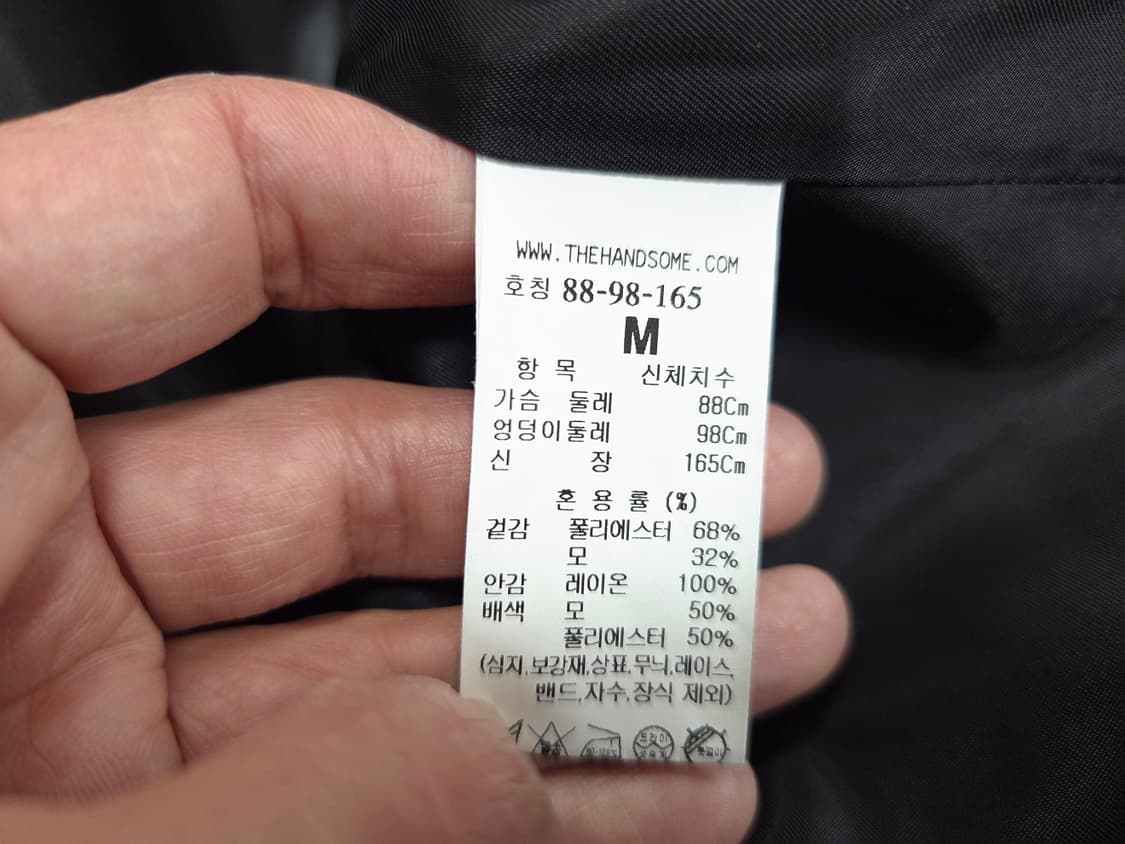 WWW.THEHANDSOME.COM
호칭 88-98-165
M
항 목 신체치수
가슴 둘레 88Cm
엉덩이둘레 98Cm
신 장 165Cm
혼 용 률 (%)
겉감 폴리에스터 68%
모 32%
안감 레이온 100%
배색 모 50%
폴리에스터 50%
(심지,보강재,상표,무늬,레이스,
밴드,자수,장식 제외)
드라이